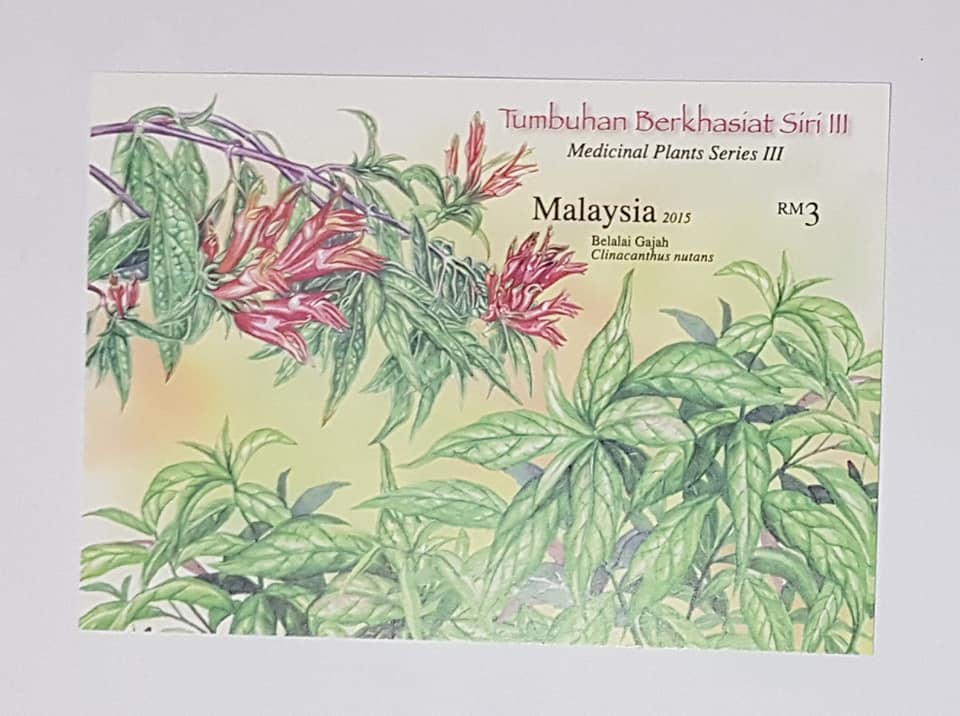 Tumbuhan Berkhasiat Siri III
Medicinal Plants Series III
Malaysia 2015
RM3
Belalai Gajah
Clinacanthus nutans